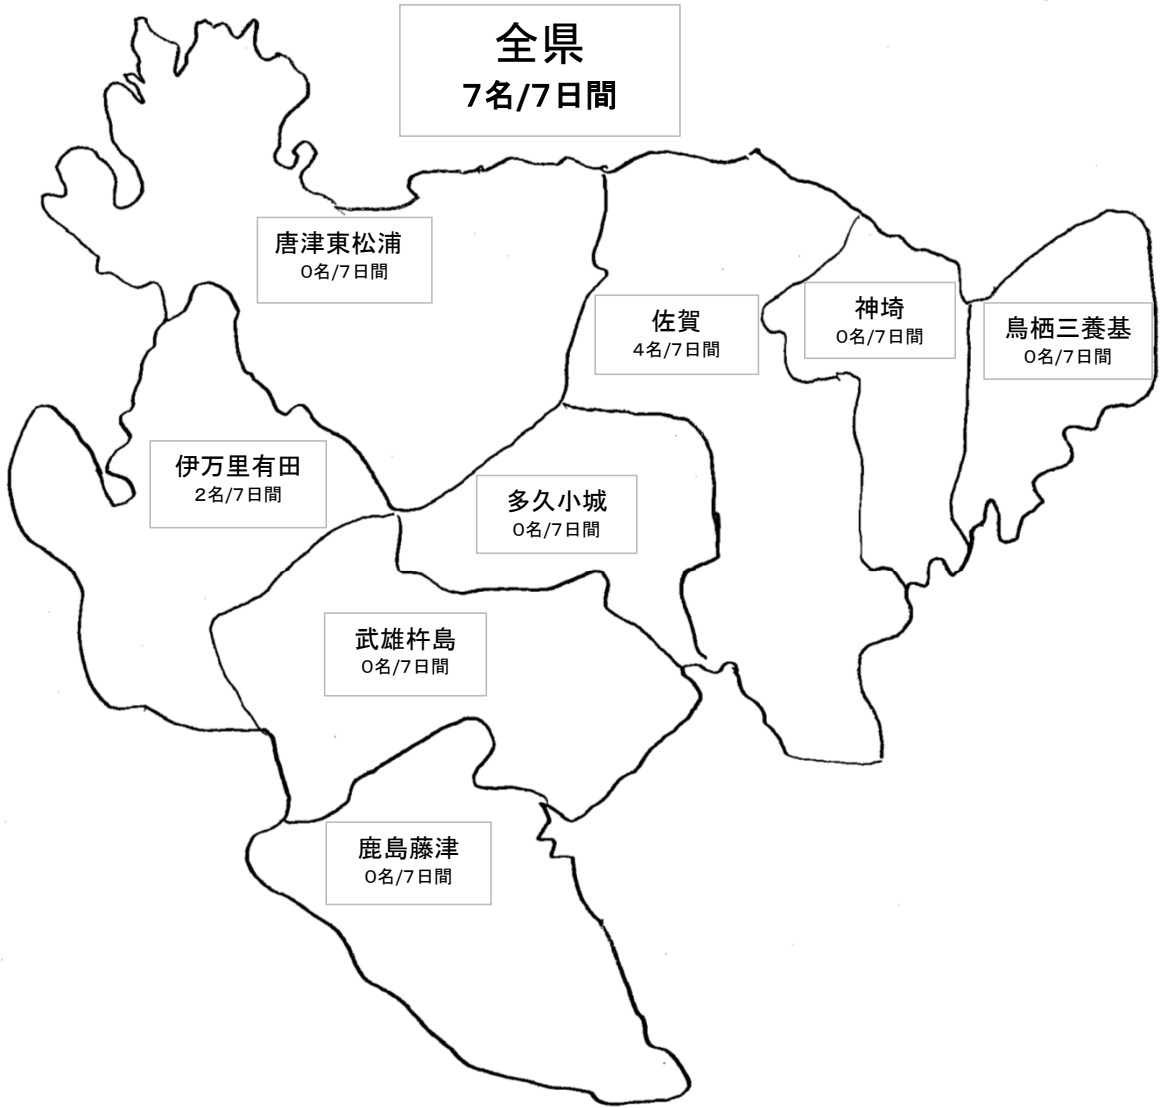 全県
7名/7日間
唐津東松浦
0名/7日間
佐賀
4名/7日間
神埼
0名/7日間
鳥栖三養基
0名/7日間
伊万里有田
2名/7日間
多久小城
0名/7日間
武雄杵島
0名/7日間
鹿島藤津
0名/7日間